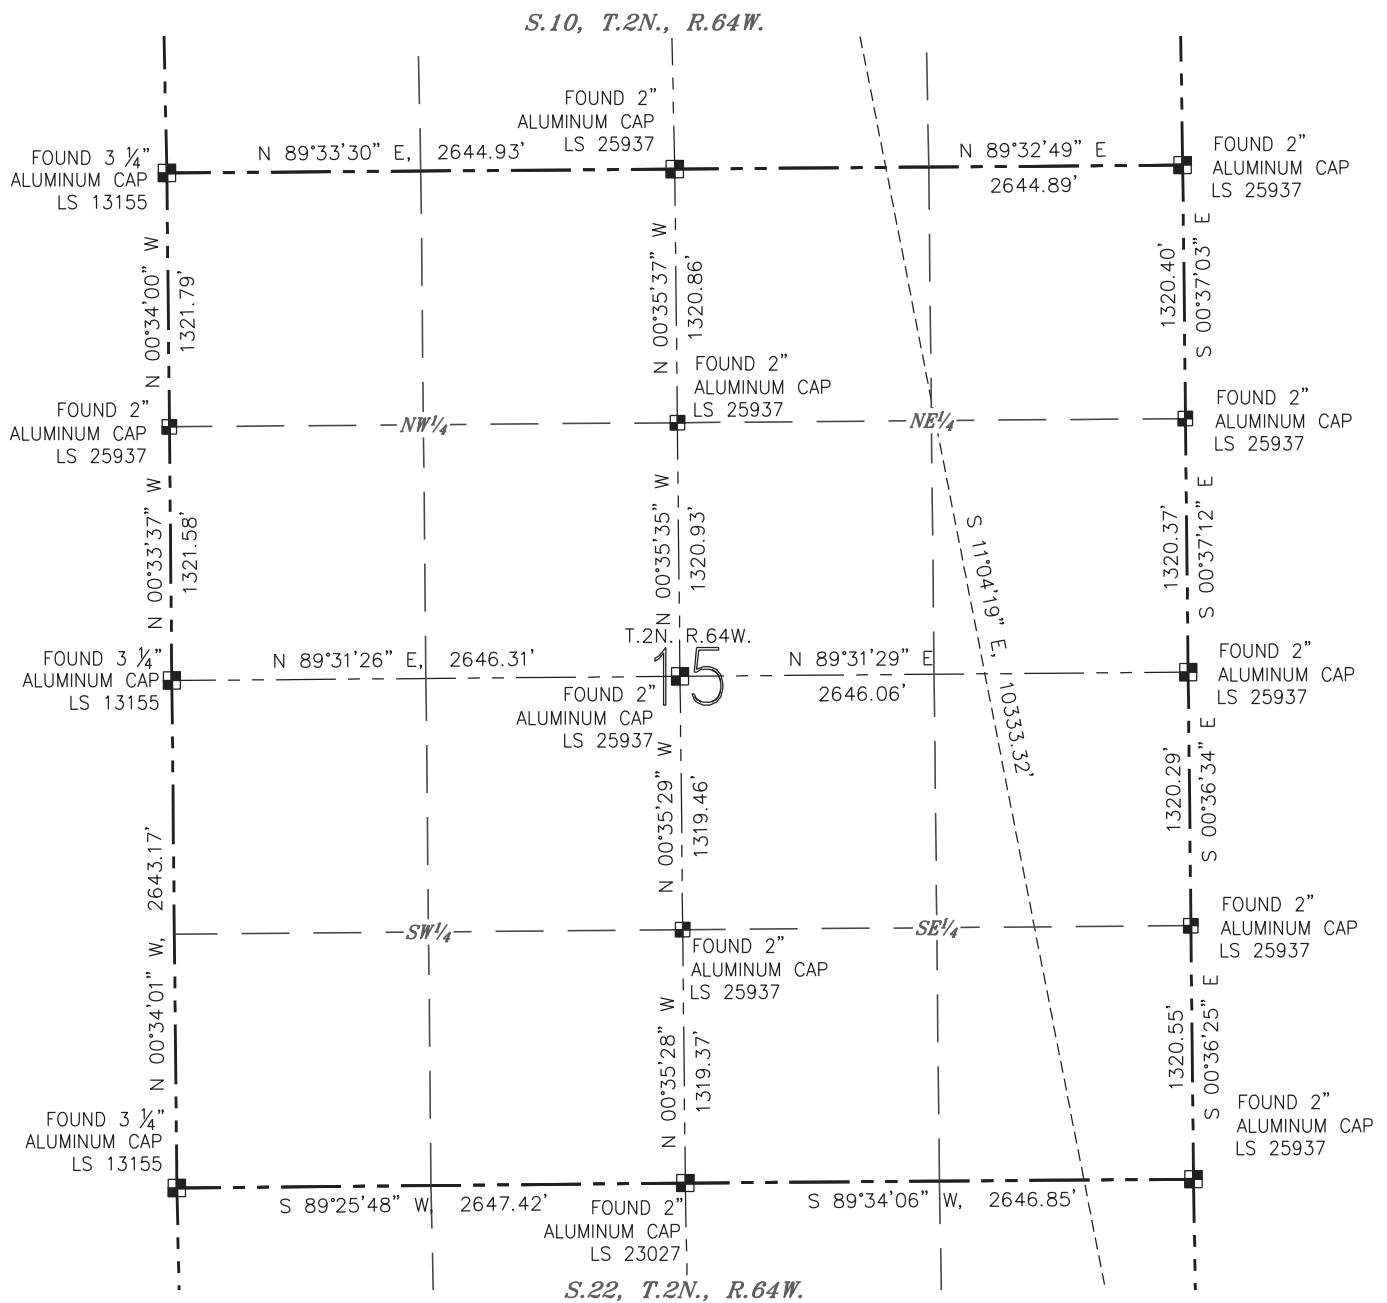 S.10, T.2N., R.64W.
FOUND 2"
ALUMINUM CAP
LS 25937
FOUND 3 ¼"
ALUMINUM CAP
LS 13155
N 89°33'30" E, 2644.93'
N 89°32'49" E
2644.89'
FOUND 2"
ALUMINUM CAP
LS 25937
N 00°34'00" W
1321.79'
N 00°35'37" W
1320.86'
1320.40'
S 00°37'03" E
FOUND 2"
ALUMINUM CAP
LS 25937
FOUND 2"
ALUMINUM CAP
LS 25937
FOUND 2"
ALUMINUM CAP
LS 25937
NW¼
NE¼
N 00°33'37" W
1321.58'
N 00°35'35" W
1320.93'
S 11°04'19" E, 10333.32'
1320.37'
S 00°37'12" E
T.2N. R.64W.
15
FOUND 3 ¼"
ALUMINUM CAP
LS 13155
N 89°31'26" E, 2646.31'
N 89°31'29" E
2646.06'
FOUND 2"
ALUMINUM CAP
LS 25937
FOUND 2"
ALUMINUM CAP
LS 25937
N 00°34'01" W, 2643.17'
N 00°35'29" W
1319.46'
1320.29'
S 00°36'34" E
SW¼
SE¼
FOUND 2"
ALUMINUM CAP
LS 25937
FOUND 2"
ALUMINUM CAP
LS 25937
N 00°35'28" W
1319.37'
1320.55'
S 00°36'25" E
FOUND 3 ¼"
ALUMINUM CAP
LS 13155
FOUND 2"
ALUMINUM CAP
LS 25937
S 89°25'48" W, 2647.42'
S 89°34'06" W, 2646.85'
FOUND 2"
ALUMINUM CAP
LS 23027
S.22, T.2N., R.64W.